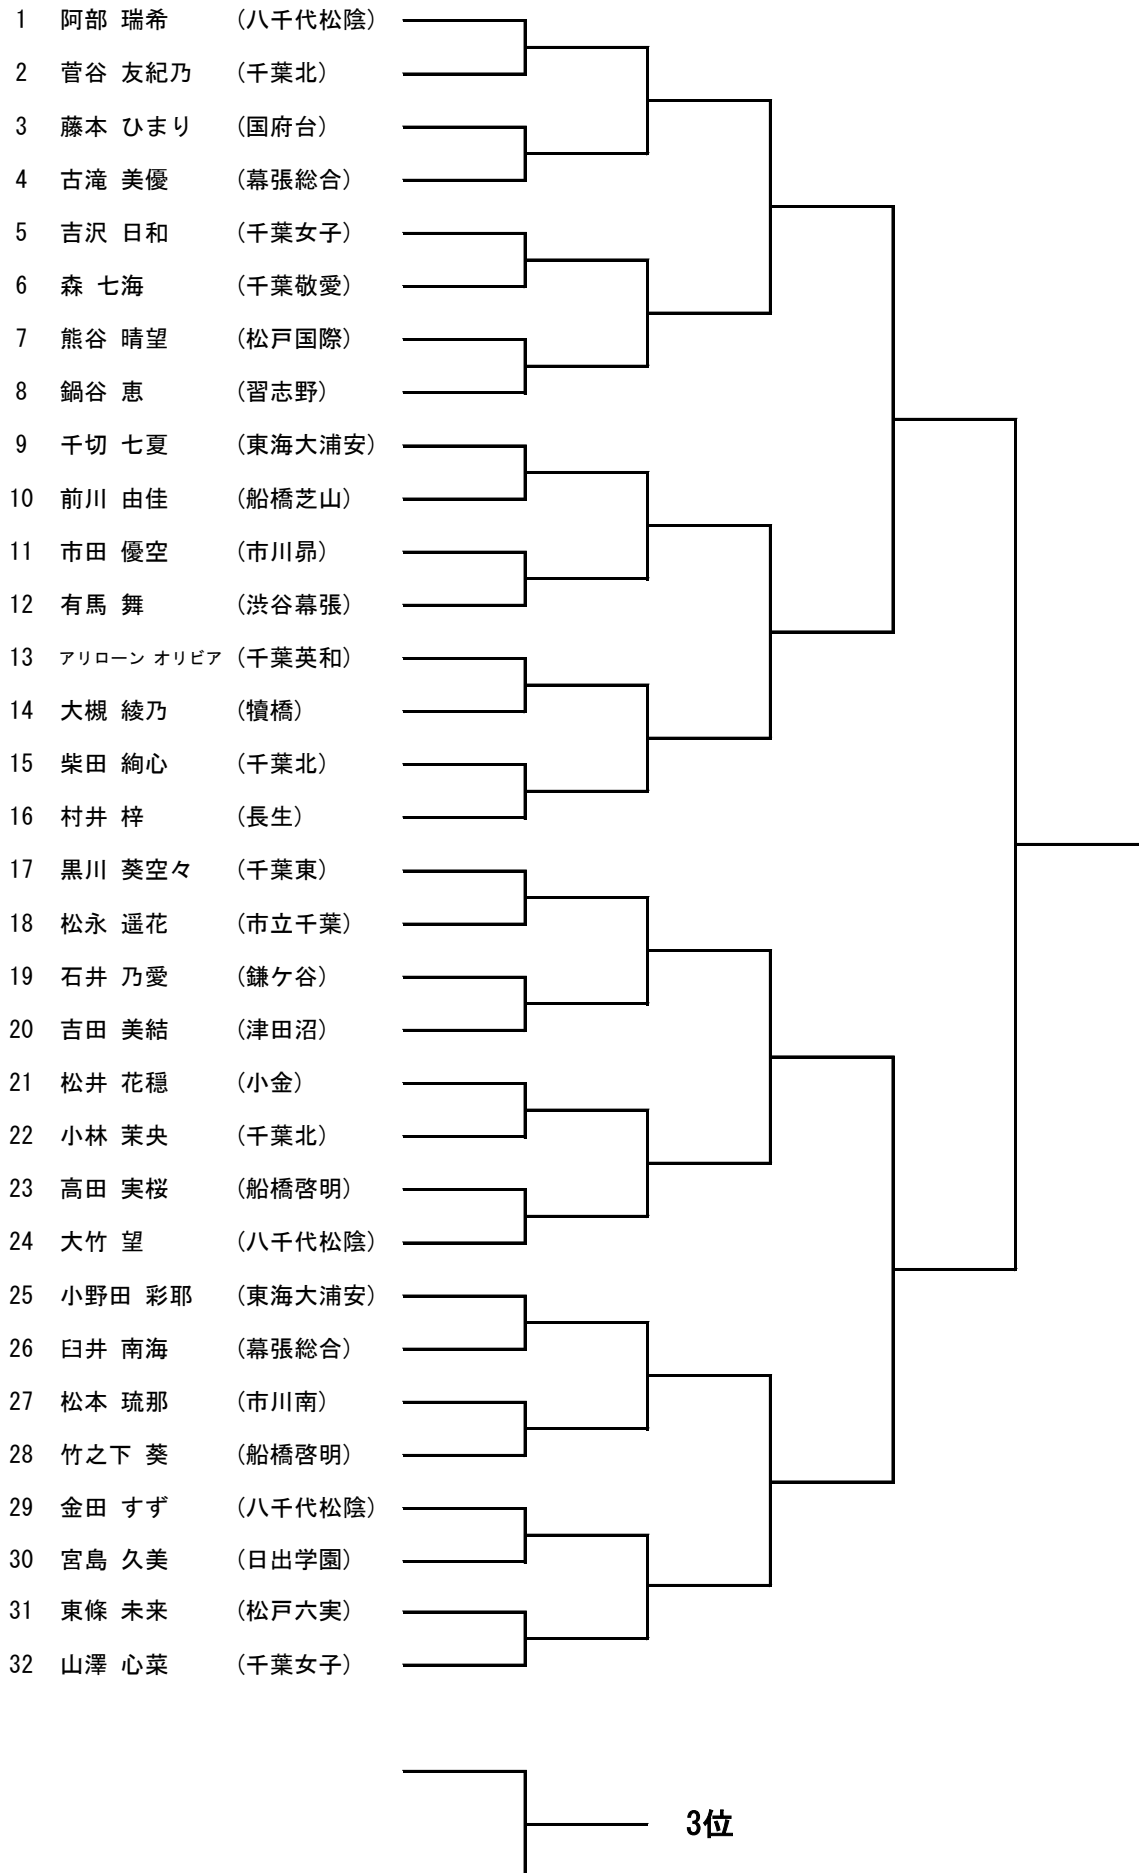 1 阿部 瑞希 (八千代松陰)
2 菅谷 友紀乃 (千葉北)
3 藤本 ひまり (国府台)
4 古滝 美優 (幕張総合)
5 吉沢 日和 (千葉女子)
6 森 七海 (千葉敬愛)
7 熊谷 晴望 (松戸国際)
8 鍋谷 恵 (習志野)
9 千切 七夏 (東海大浦安)
10 前川 由佳 (船橋芝山)
11 市田 優空 (市川昴)
12 有馬 舞 (渋谷幕張)
13 アリローン オリビア (千葉英和)
14 大槻 綾乃 (犢橋)
15 柴田 絢心 (千葉北)
16 村井 梓 (長生)
17 黒川 葵空々 (千葉東)
18 松永 遥花 (市立千葉)
19 石井 乃愛 (鎌ケ谷)
20 吉田 美結 (津田沼)
21 松井 花穏 (小金)
22 小林 茉央 (千葉北)
23 高田 実桜 (船橋啓明)
24 大竹 望 (八千代松陰)
25 小野田 彩耶 (東海大浦安)
26 臼井 南海 (幕張総合)
27 松本 琉那 (市川南)
28 竹之下 葵 (船橋啓明)
29 金田 すず (八千代松陰)
30 宮島 久美 (日出学園)
31 東條 未来 (松戸六実)
32 山澤 心菜 (千葉女子)
3位